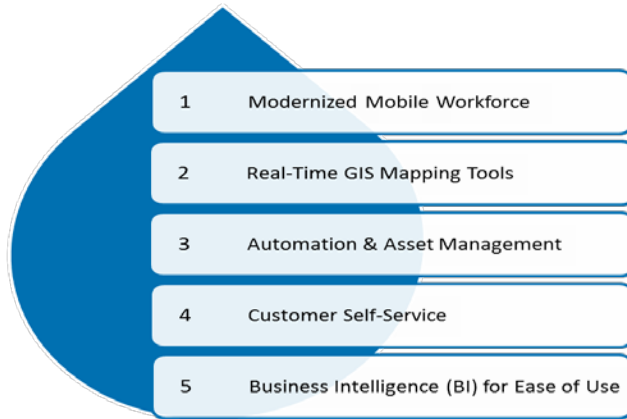 1 Modernized Mobile Workforce
2 Real-Time GIS Mapping Tools
3 Automation & Asset Management
4 Customer Self-Service
5 Business Intelligence (BI) for Ease of Use